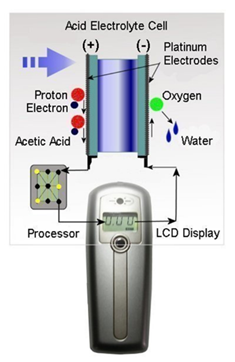 Acid Electrolyte Cell
(+) (-) Platinum
Electrodes
Proton
Electron
Oxygen
Acetic Acid
Water
Processor
LCD Display